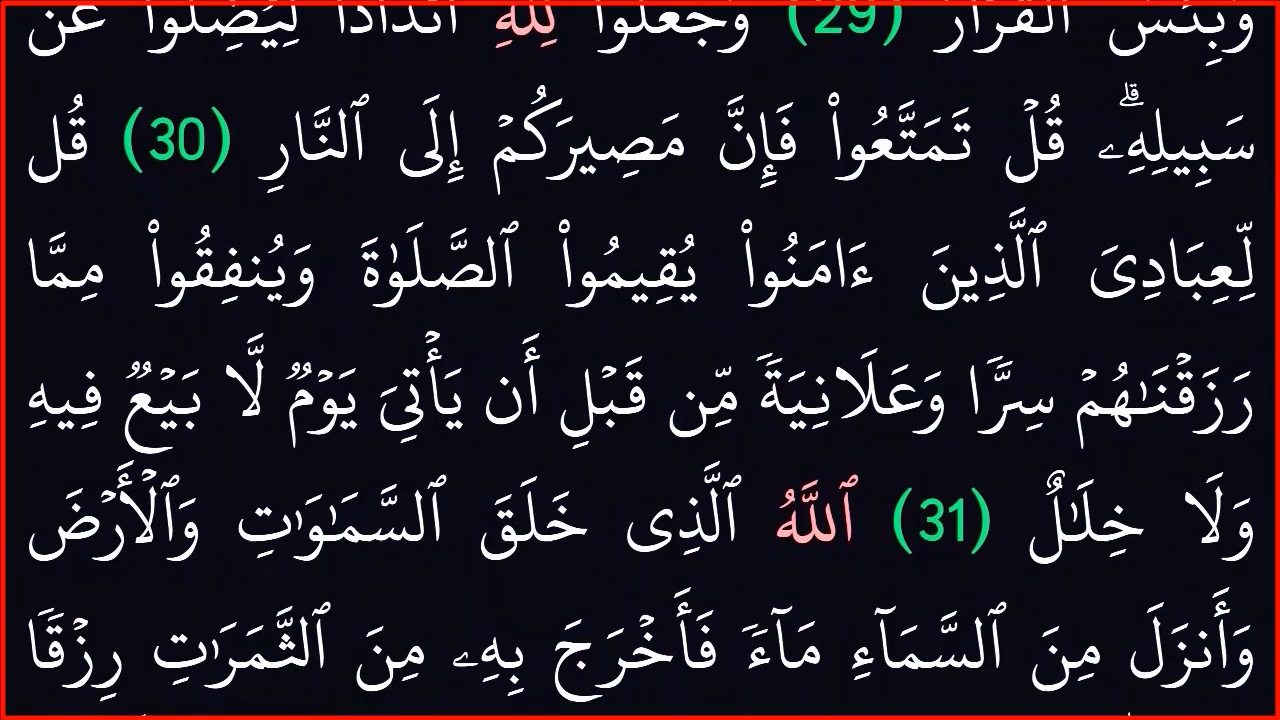 وَبِئْسَ ٱلْقَرَارُ (29) وَجَعَلُوا۟ لِلَّهِ أَندَادًا لِّيُضِلُّوا۟ عَن
سَبِيلِهِۦ ۗ قُلْ تَمَتَّعُوا۟ فَإِنَّ مَصِيرَكُمْ إِلَى ٱلنَّارِ (30) قُل
لِّعِبَادِىَ ٱلَّذِينَ ءَامَنُوا۟ يُقِيمُوا۟ ٱلصَّلَوٰةَ وَيُنفِقُوا۟ مِمَّا
رَزَقْنَـٰهُمْ سِرًّا وَعَلَانِيَةً مِّن قَبْلِ أَن يَأْتِىَ يَوْمٌ لَّا بَيْعٌ فِيهِ
وَلَا خِلَـٰلٌ (31) ٱللَّهُ ٱلَّذِى خَلَقَ ٱلسَّمَـٰوَٰتِ وَٱلْأَرْضَ
وَأَنزَلَ مِنَ ٱلسَّمَآءِ مَآءً فَأَخْرَجَ بِهِۦ مِنَ ٱلثَّمَرَٰتِ رِزْقًا